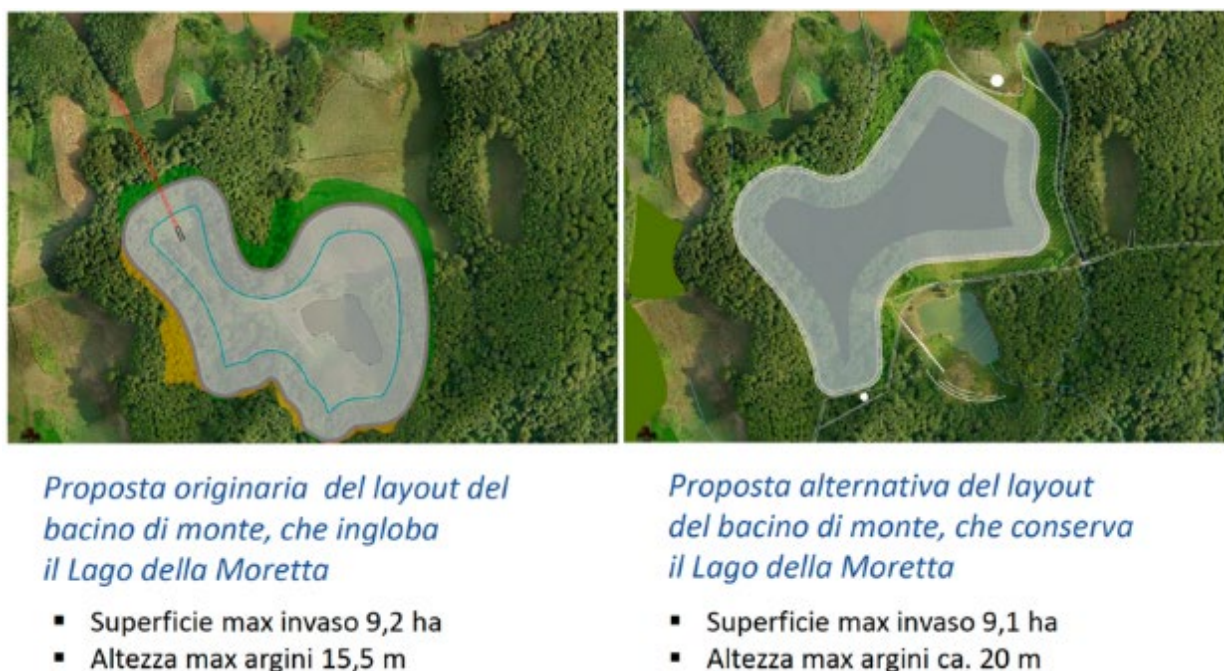 Proposta originaria del layout del
bacino di monte, che ingloba
il Lago della Moretta
▪ Superficie max invaso 9,2 ha
▪ Altezza max argini 15,5 m
Proposta alternativa del layout
del bacino di monte, che conserva
il Lago della Moretta
▪ Superficie max invaso 9,1 ha
▪ Altezza max argini ca. 20 m